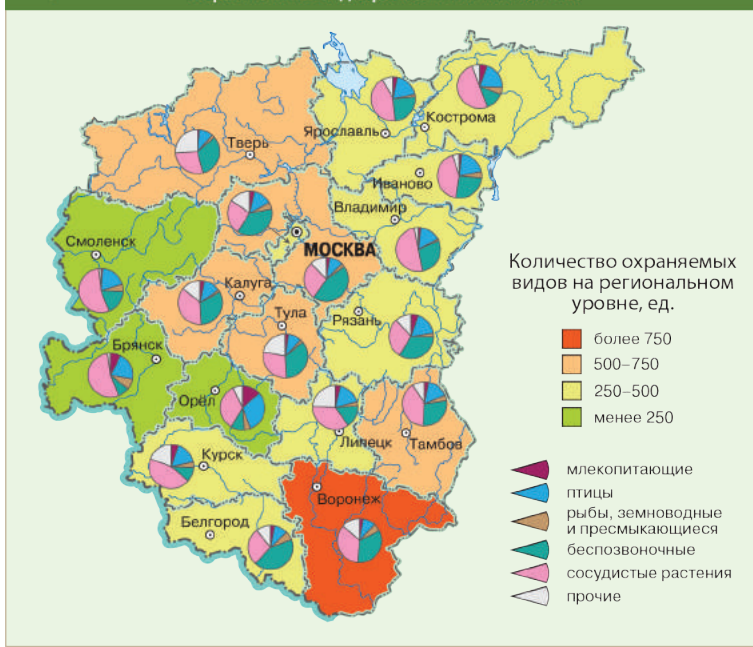 Ярославль
Кострома
Тверь
Иваново
Владимир
Смоленск
МОСКВА
Калуга
Тула
Рязань
Брянск
Орёл
Липецк
Тамбов
Курск
Воронеж
Белгород
Количество охраняемых
видов на региональном
уровне, ед.
более 750
500–750
250–500
менее 250
млекопитающие
птицы
рыбы, земноводные
и пресмыкающиеся
беспозвоночные
сосудистые растения
прочие